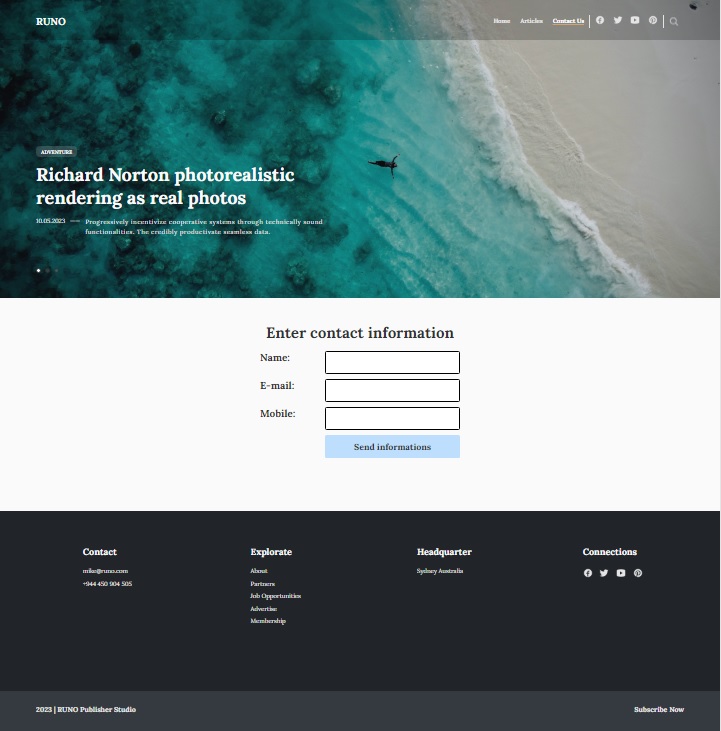 RUNO
Home Articles Contact Us
ADVENTURE
Richard Norton photorealistic
rendering as real photos
10.05.2023 Progressively incentivize cooperative systems through technically sound
functionalities. The credibly productivate seamless data.
Enter contact information
Name:
E-mail:
Mobile:
Send informations
Contact
mike@runo.com
+944 450 904 505
Explorate
About
Partners
Job Opportunities
Advertise
Membership
Headquarter
Sydney Australia
Connections
2023 | RUNO Publisher Studio
Subscribe Now